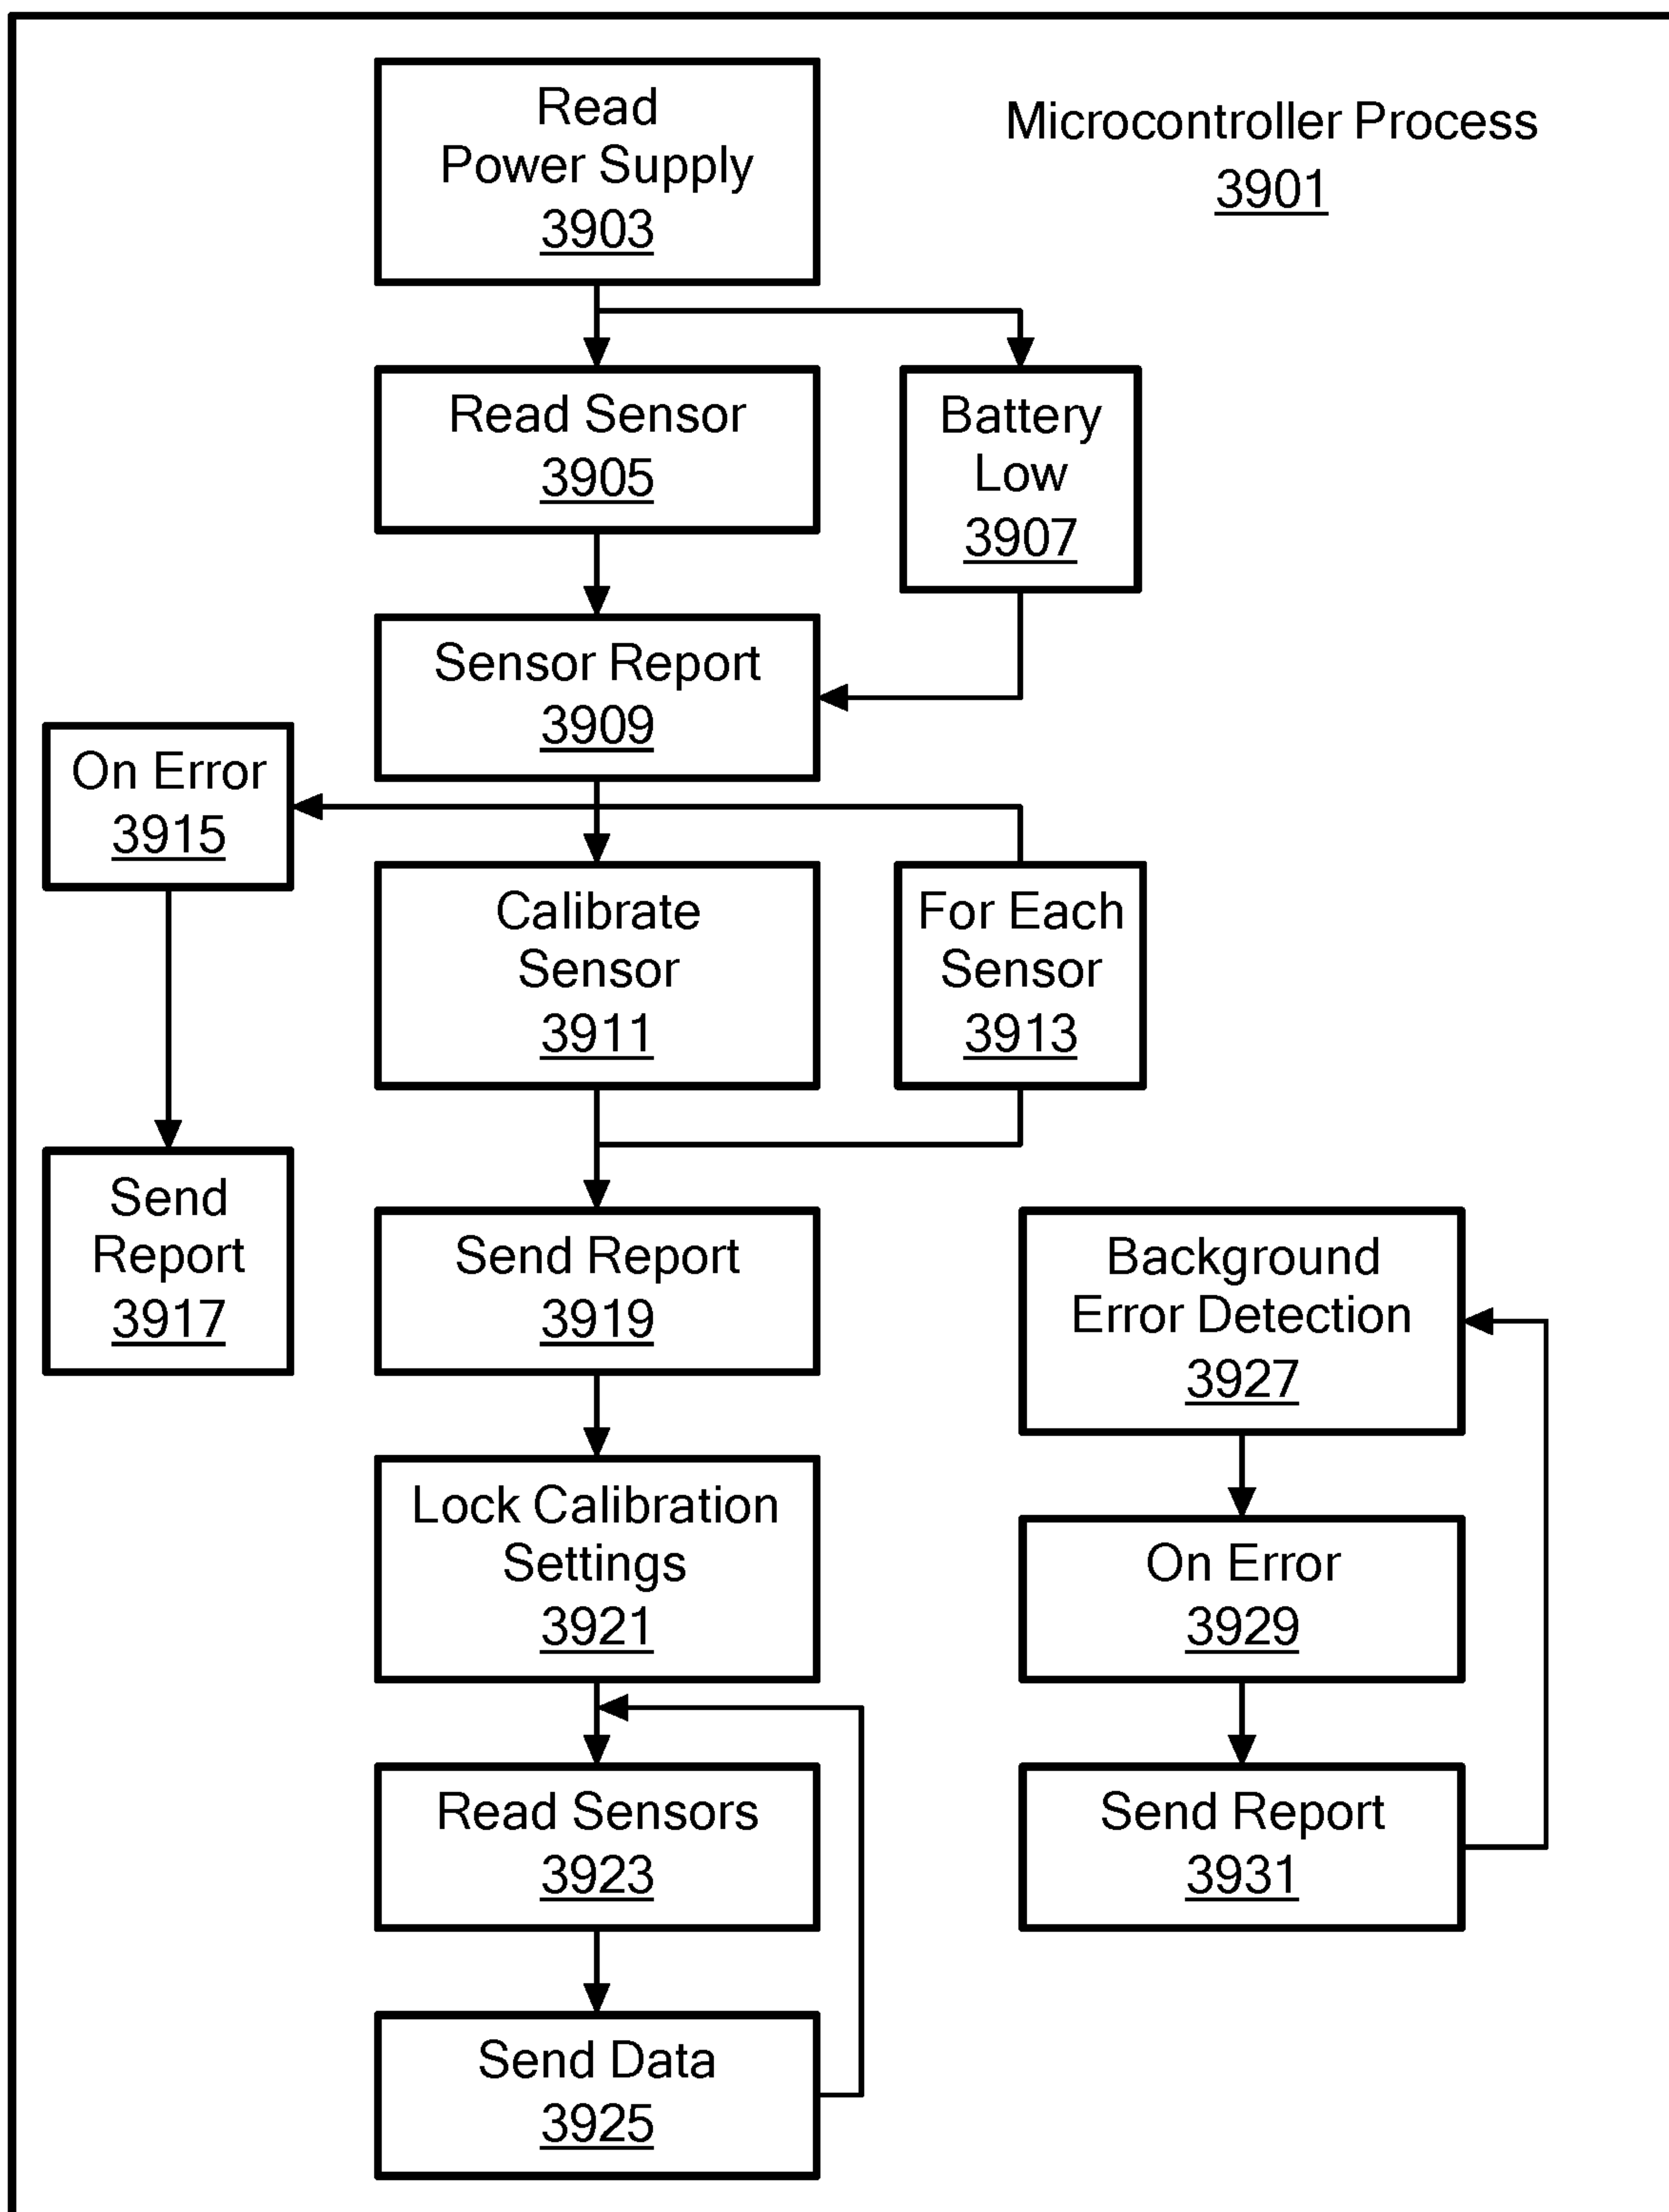 Read
Power Supply
3903
Microcontroller Process
3901
Read Sensor
3905
Battery
Low
3907
Sensor Report
3909
On Error
3915
Calibrate
Sensor
3911
For Each
Sensor
3913
Send
Report
3917
Send Report
3919
Background
Error Detection
3927
Lock Calibration
Settings
3921
On Error
3929
Read Sensors
3923
Send Report
3931
Send Data
3925